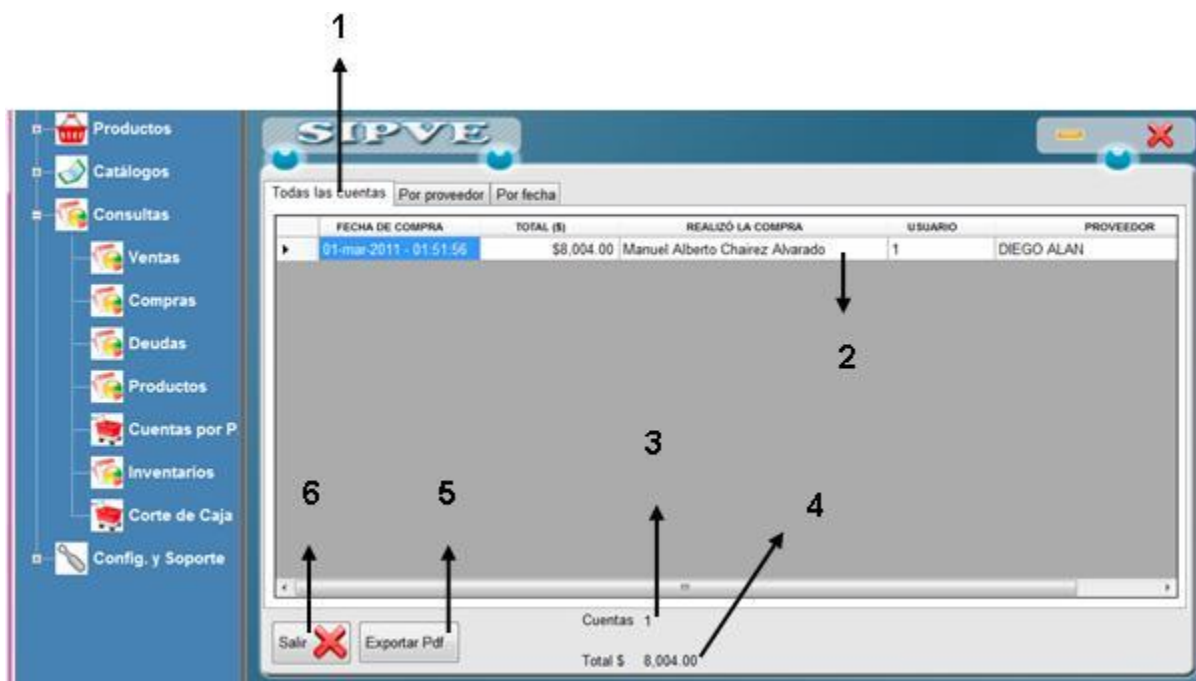 1
Productos
SIPVE
Catálogos
Todas las cuentas Por proveedor Por fecha
Consultas
FECHA DE COMPRA TOTAL ($) REALIZÓ LA COMPRA USUARIO PROVEEDOR
01-mar-2011 - 01:51:56 $8,004.00 Manuel Alberto Chairez Alvarado 1 DIEGO ALAN
Ventas
Compras
Deudas
2
Productos
Cuentas por P
3
Inventarios
6 5 4
Corte de Caja
Config. y Soporte
Cuentas 1
Salir Exportar Pdf
Total $ 8,004.00